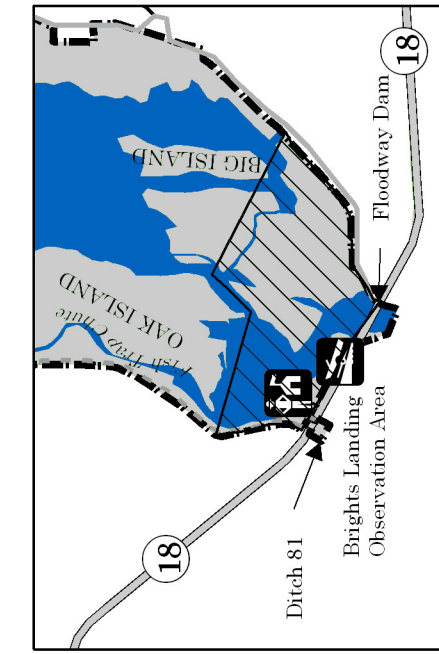 18
Floodway Dam
BIG ISLAND
OAK ISLAND
Fish Trap Chute
Brights Landing
Observation Area
Ditch 81
18